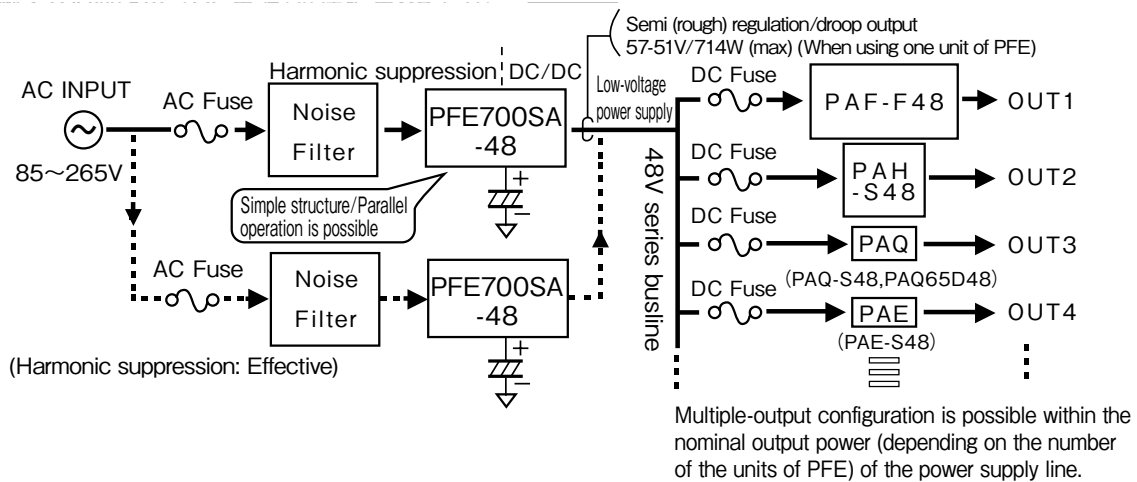 Semi (rough) regulation/droop output
57-51V/714W (max) (When using one unit of PFE)
Harmonic suppression
DC/DC
Low-voltage
power supply
AC INPUT
85~265V
AC Fuse
Noise
Filter
PFE700SA
-48
+
−
Simple structure/Parallel
operation is possible
AC Fuse
Noise
Filter
PFE700SA
-48
+
−
(Harmonic suppression: Effective)
48V series busline
DC Fuse
PAF-F48
OUT1
DC Fuse
PAH
-S48
OUT2
DC Fuse
PAQ
OUT3
(PAQ-S48,PAQ65D48)
DC Fuse
PAE
OUT4
(PAE-S48)
Multiple-output configuration is possible within the
nominal output power (depending on the number
of the units of PFE) of the power supply line.